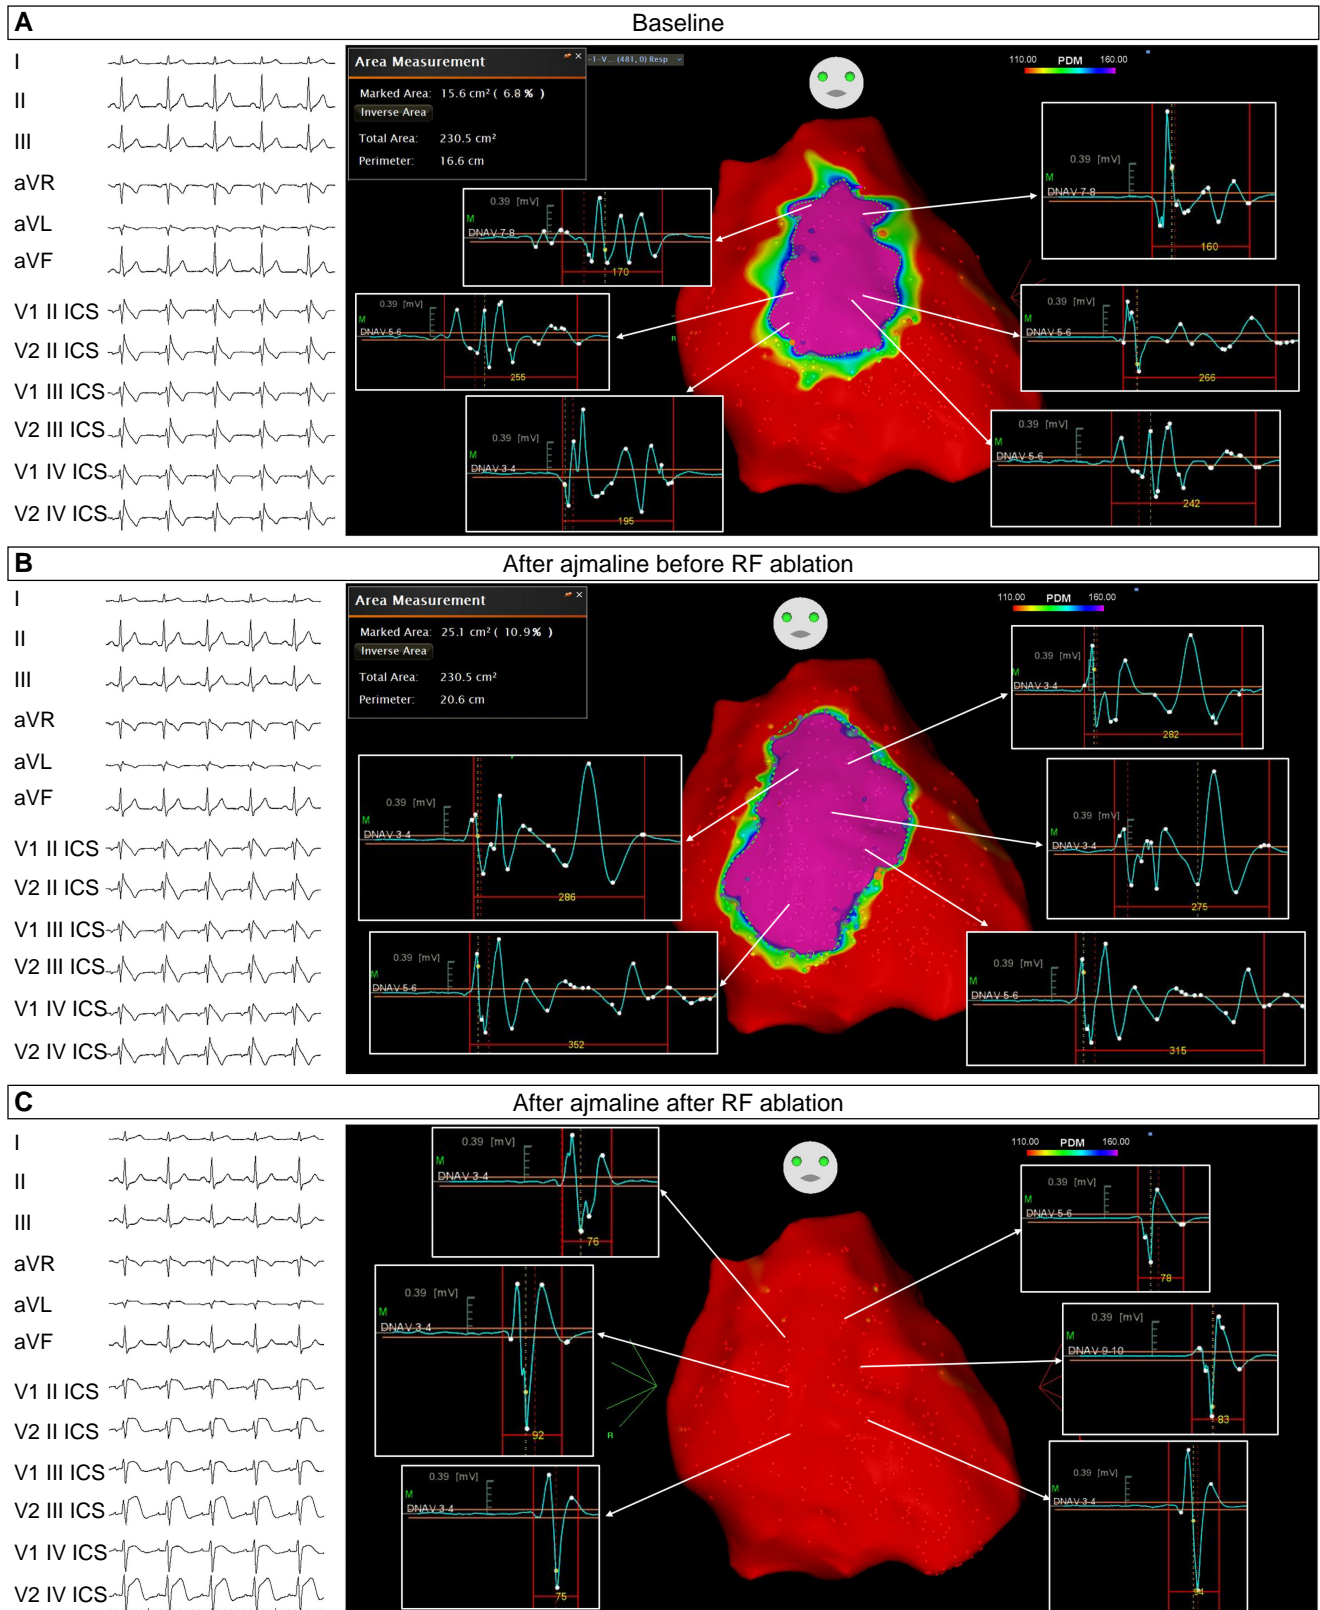 A Baseline
I
II
III
aVR
aVL
aVF
V1 II ICS
V2 II ICS
V1 III ICS
V2 III ICS
V1 IV ICS
V2 IV ICS
Area Measurement
Marked Area: 15.6 cm² ( 6.8 % )
Inverse Area
Total Area: 230.5 cm²
Perimeter: 16.6 cm
-1-V... (481, 0) Resp
110.00 PDM 160.00
0.39 [mV]
M
DNAV 7-8
170
0.39 [mV]
M
DNAV 7-8
160
0.39 [mV]
M
DNAV 5-6
255
R
0.39 [mV]
M
DNAV 5-6
266
0.39 [mV]
M
DNAV 3-4
195
0.39 [mV]
M
DNAV 5-6
242
B After ajmaline before RF ablation
I
II
III
aVR
aVL
aVF
V1 II ICS
V2 II ICS
V1 III ICS
V2 III ICS
V1 IV ICS
V2 IV ICS
Area Measurement
Marked Area: 25.1 cm² ( 10.9 % )
Inverse Area
Total Area: 230.5 cm²
Perimeter: 20.6 cm
110.00 PDM 160.00
0.39 [mV]
M
DNAV 3-4
282
0.39 [mV]
M
DNAV 3-4
286
0.39 [mV]
M
DNAV 3-4
275
0.39 [mV]
M
DNAV 5-6
352
0.39 [mV]
M
DNAV 5-6
315
C After ajmaline after RF ablation
I
II
III
aVR
aVL
aVF
V1 II ICS
V2 II ICS
V1 III ICS
V2 III ICS
V1 IV ICS
V2 IV ICS
110.00 PDM 160.00
0.39 [mV]
M
DNAV 3-4
76
0.39 [mV]
M
DNAV 5-6
78
0.39 [mV]
M
DNAV 3-4
92
R
0.39 [mV]
M
DNAV 9-10
83
0.39 [mV]
M
DNAV 3-4
75
0.39 [mV]
M
DNAV 3-4